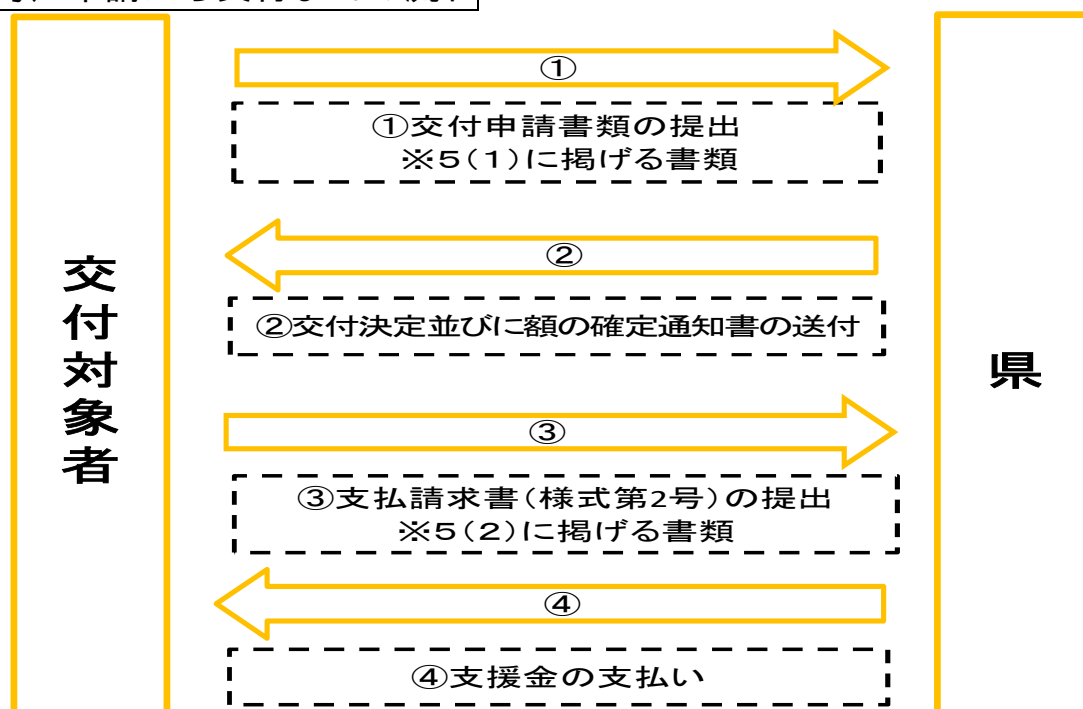 交付対象者
①
①交付申請書類の提出
※5(1)に掲げる書類
②
②交付決定並びに額の確定通知書の送付
③
③支払請求書(様式第2号)の提出
※5(2)に掲げる書類
④
④支援金の支払い
県